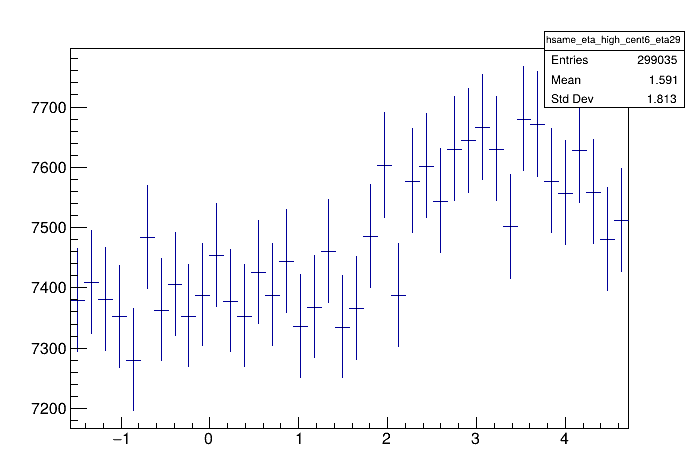 hsame_eta_high_cent6_eta29
Entries 299035
Mean 1.591
Std Dev 1.813
7700
7600
7500
7400
7300
7200
−1 0 1 2 3 4